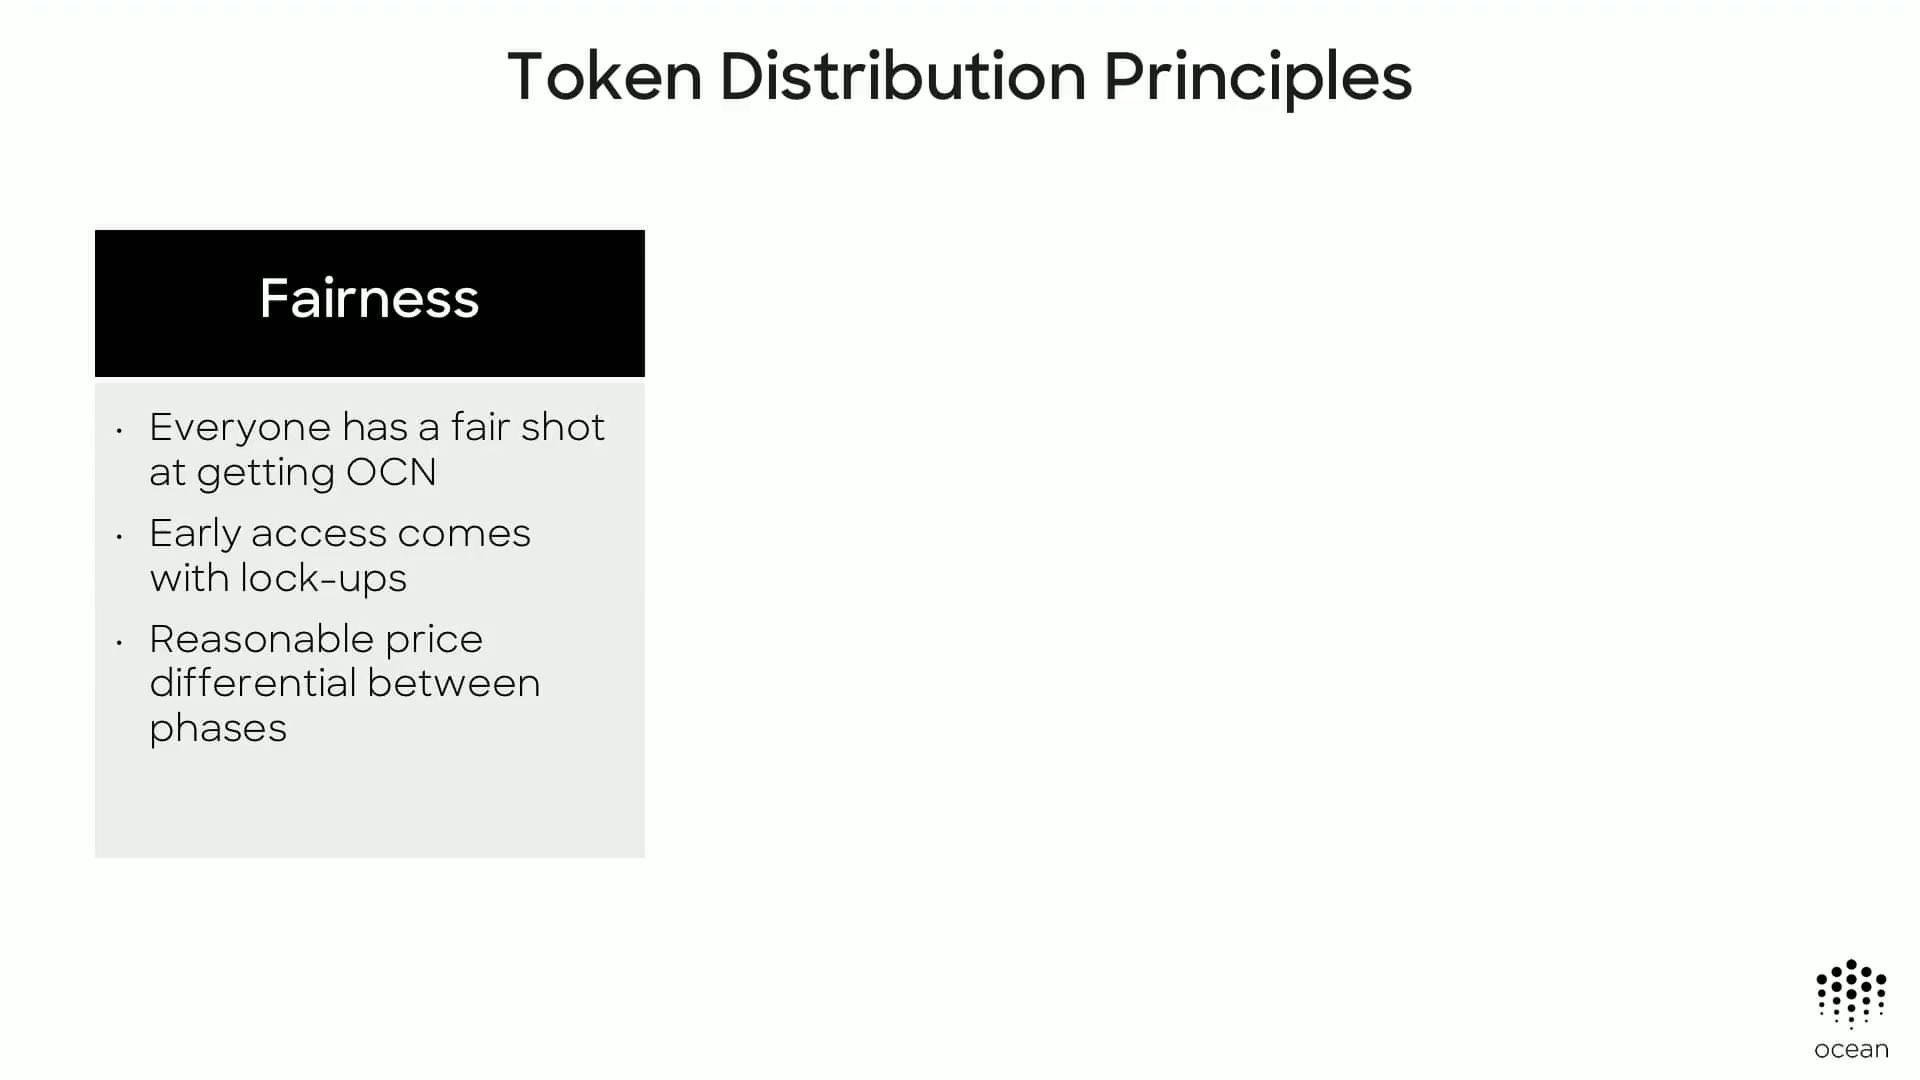 Token Distribution Principles
Fairness
· Everyone has a fair shot
at getting OCN
· Early access comes
with lock-ups
· Reasonable price
differential between
phases
ocean